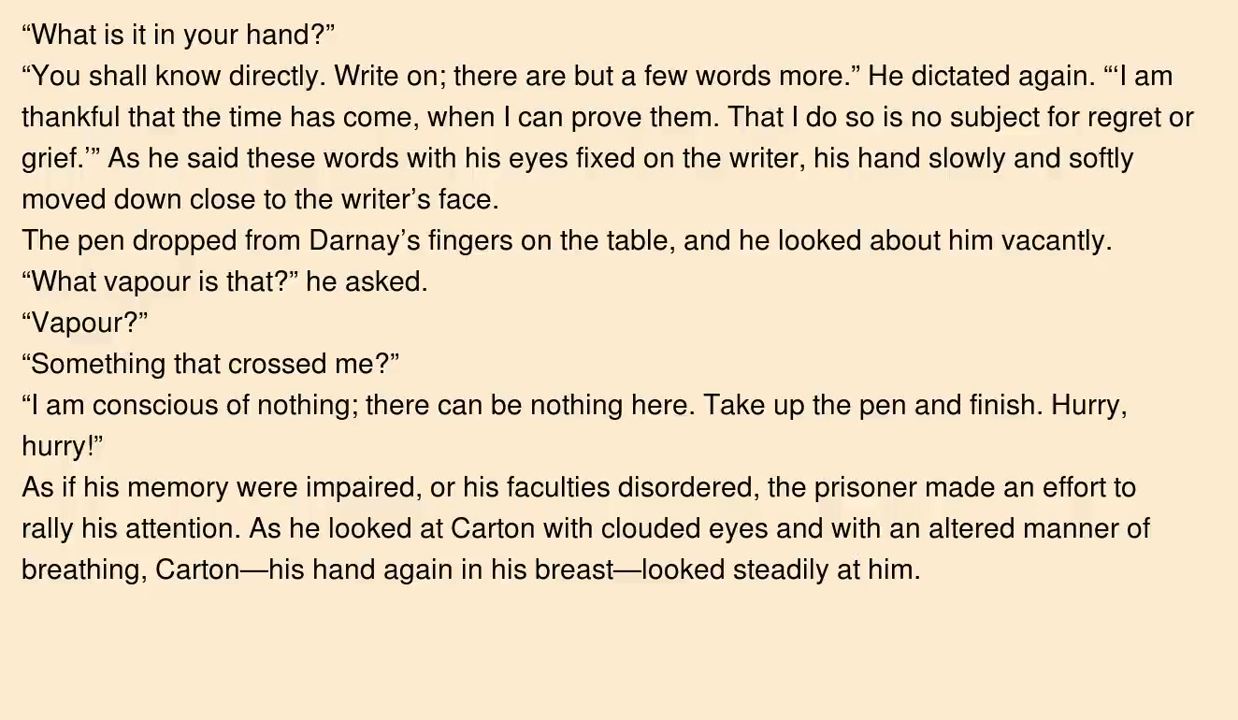 “What is it in your hand?”
“You shall know directly. Write on; there are but a few words more.” He dictated again. “‘I am
thankful that the time has come, when I can prove them. That I do so is no subject for regret or
grief.’” As he said these words with his eyes fixed on the writer, his hand slowly and softly
moved down close to the writer’s face.
The pen dropped from Darnay’s fingers on the table, and he looked about him vacantly.
“What vapour is that?” he asked.
“Vapour?”
“Something that crossed me?”
“I am conscious of nothing; there can be nothing here. Take up the pen and finish. Hurry,
hurry!”
As if his memory were impaired, or his faculties disordered, the prisoner made an effort to
rally his attention. As he looked at Carton with clouded eyes and with an altered manner of
breathing, Carton—his hand again in his breast—looked steadily at him.